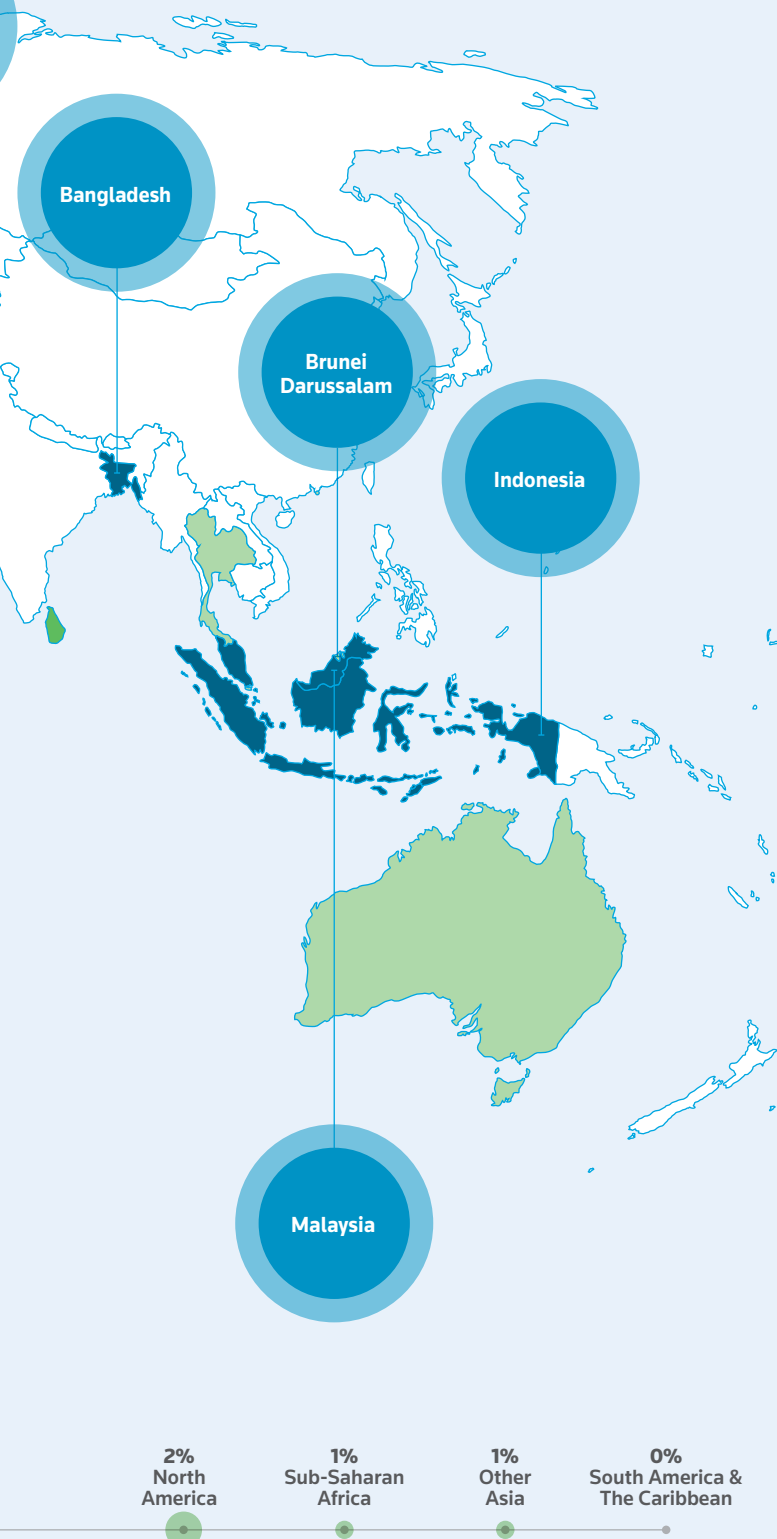 Bangladesh
Brunei
Darussalam
Indonesia
Malaysia
2%
North
America
1%
Sub-Saharan
Africa
1%
Other
Asia
0%
South America &
The Caribbean